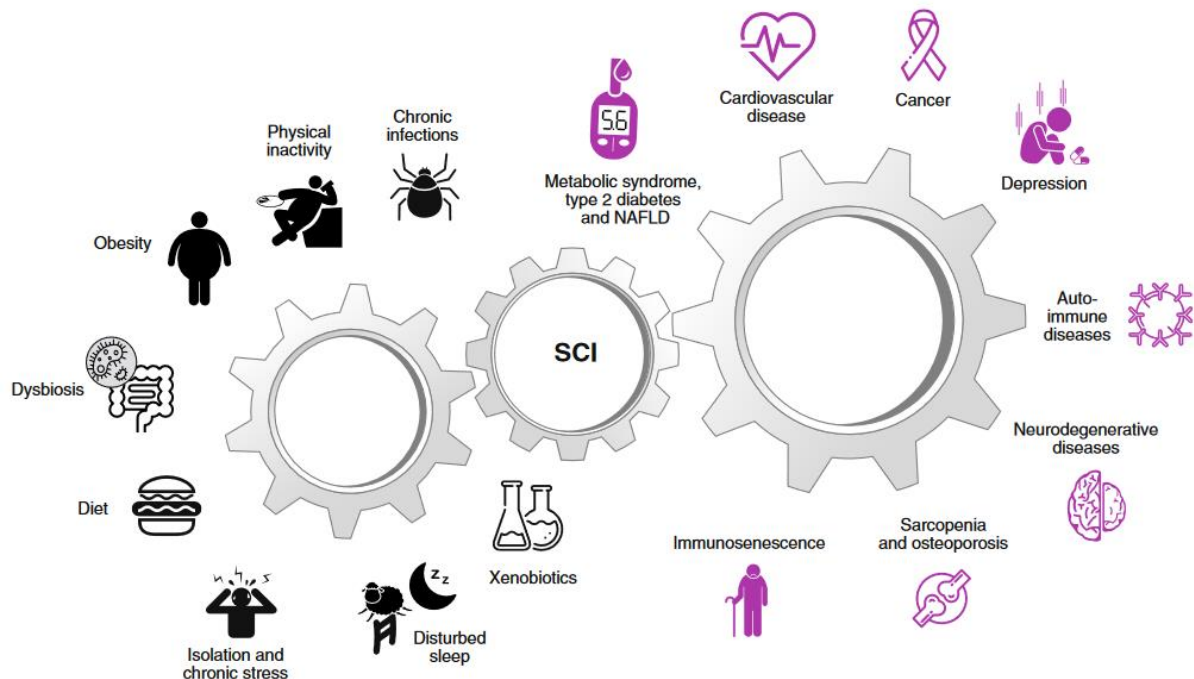 Chronic
infections
Physical
inactivity
Obesity
Dysbiosis
Diet
Isolation and
chronic stress
z z
Disturbed
sleep
Xenobiotics
SCI
5.6
Metabolic syndrome,
type 2 diabetes
and NAFLD
Cardiovascular
disease
Cancer
Depression
Auto-
immune
diseases
Neurodegenerative
diseases
Sarcopenia
and osteoporosis
Immunosenescence